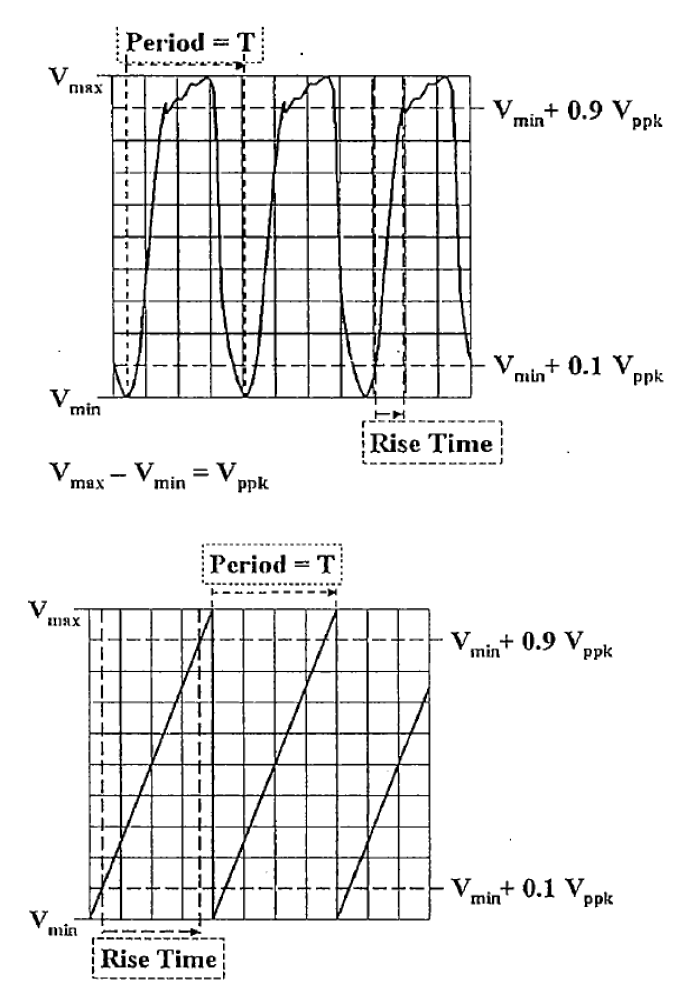 Period = T
Vmax
Vmin + 0.9 Vppk
Vmin + 0.1 Vppk
Vmin
Rise Time
Vmax – Vmin = Vppk
Period = T
Vmax
Vmin + 0.9 Vppk
Vmin + 0.1 Vppk
Vmin
Rise Time